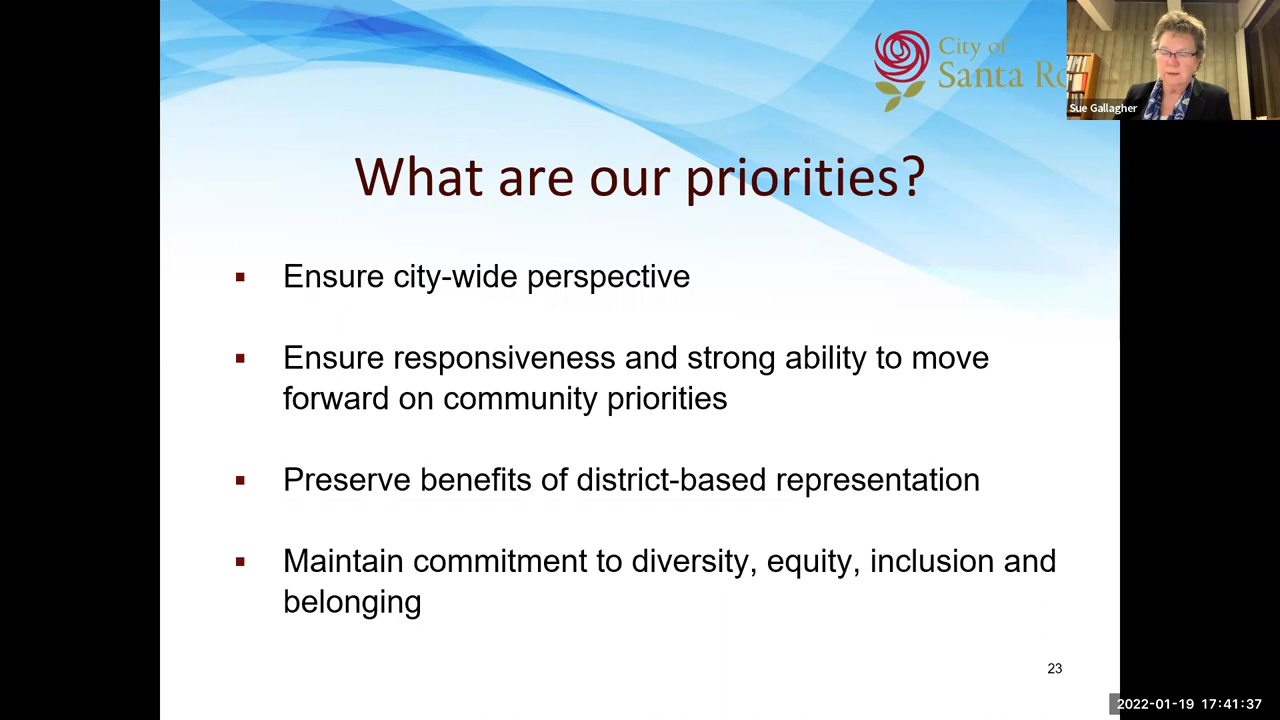 City of
Santa Ro
Sue Gallagher
What are our priorities?
▪ Ensure city-wide perspective
▪ Ensure responsiveness and strong ability to move
forward on community priorities
▪ Preserve benefits of district-based representation
▪ Maintain commitment to diversity, equity, inclusion and
belonging
23
2022-01-19 17:41:37